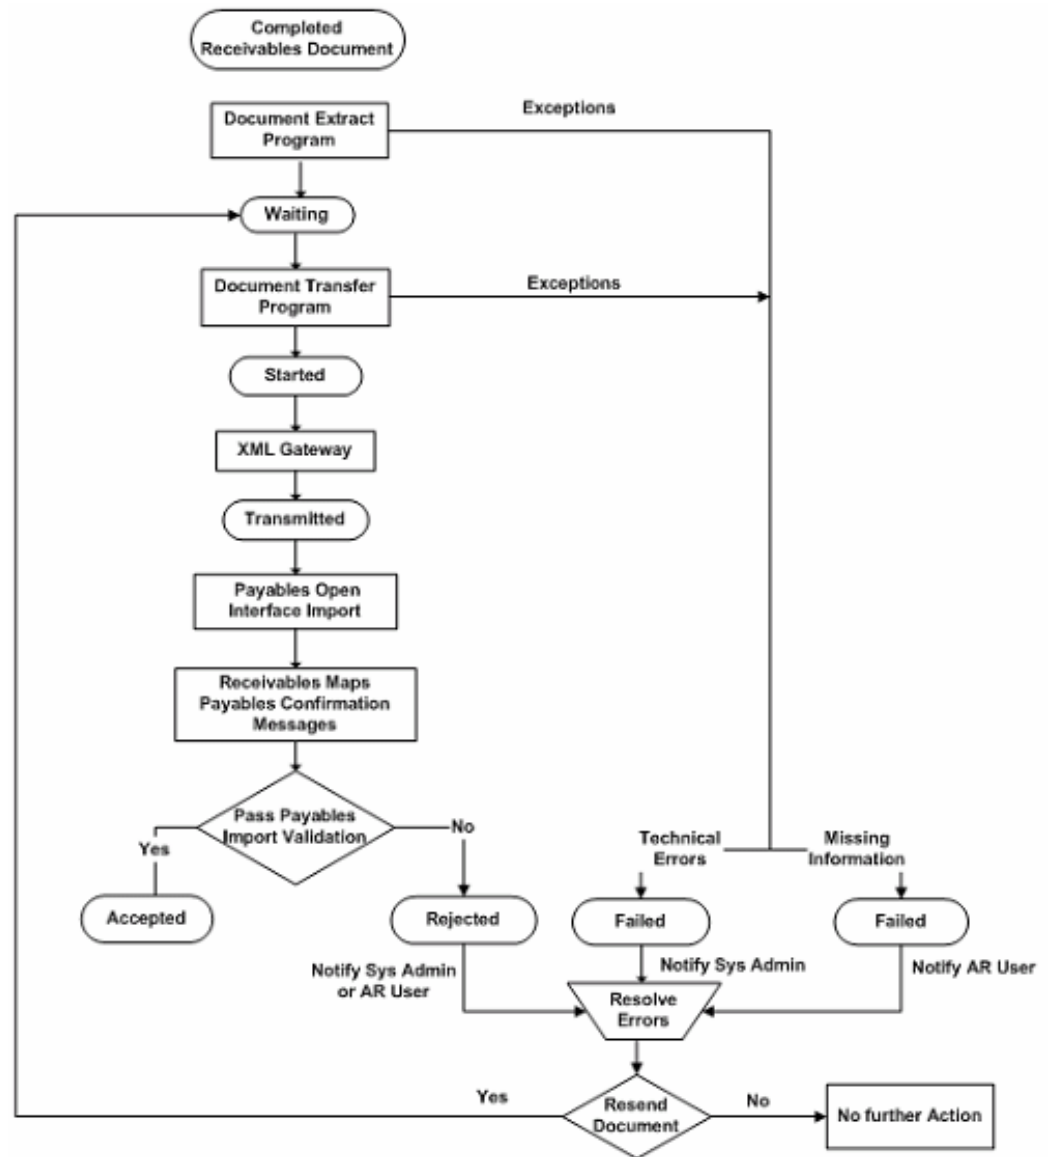 Completed
Receivables Document
Exceptions
Document Extract
Program
Waiting
Document Transfer
Program
Exceptions
Started
XML Gateway
Transmitted
Payables Open
Interface Import
Receivables Maps
Payables Confirmation
Messages
Pass Payables
Import Validation
Yes
No
Technical
Errors
Missing
Information
Accepted
Rejected
Failed
Failed
Notify Sys Admin
or AR User
Notify Sys Admin
Notify AR User
Resolve
Errors
Yes
Resend
Document
No
No further Action